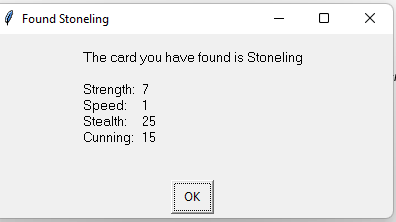 Found Stoneling
The card you have found is Stoneling
Strength: 7
Speed: 1
Stealth: 25
Cunning: 15
OK